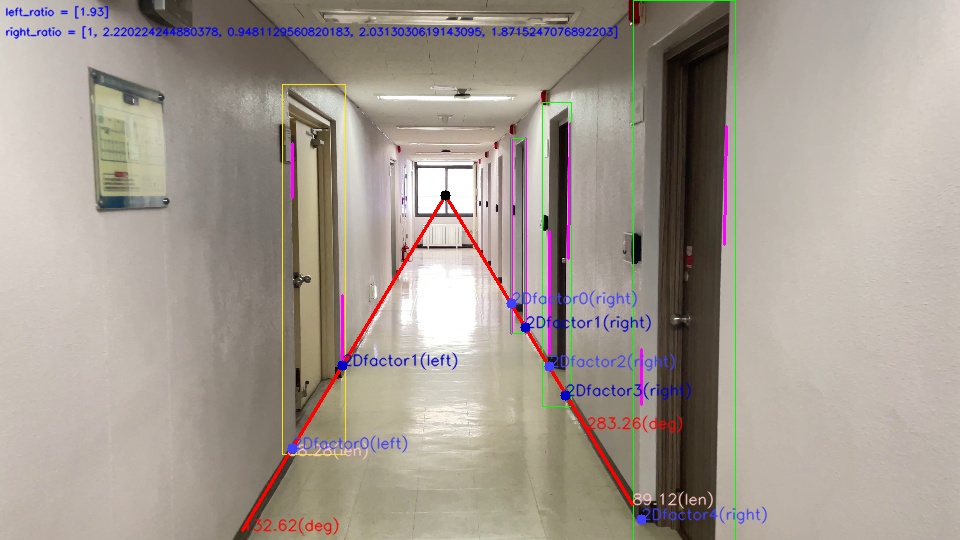 left_ratio = [1.93]
right_ratio = [1, 2.220224244880378, 0.9481129560820183, 2.0313030619143095, 1.8715247076892203]
2Dfactor0(right)
2Dfactor1(right)
2Dfactor1(left)
2Dfactor2(right)
2Dfactor3(right)
283.26(deg)
2Dfactor0(left)
89.12(len)
2Dfactor4(right)
32.62(deg)